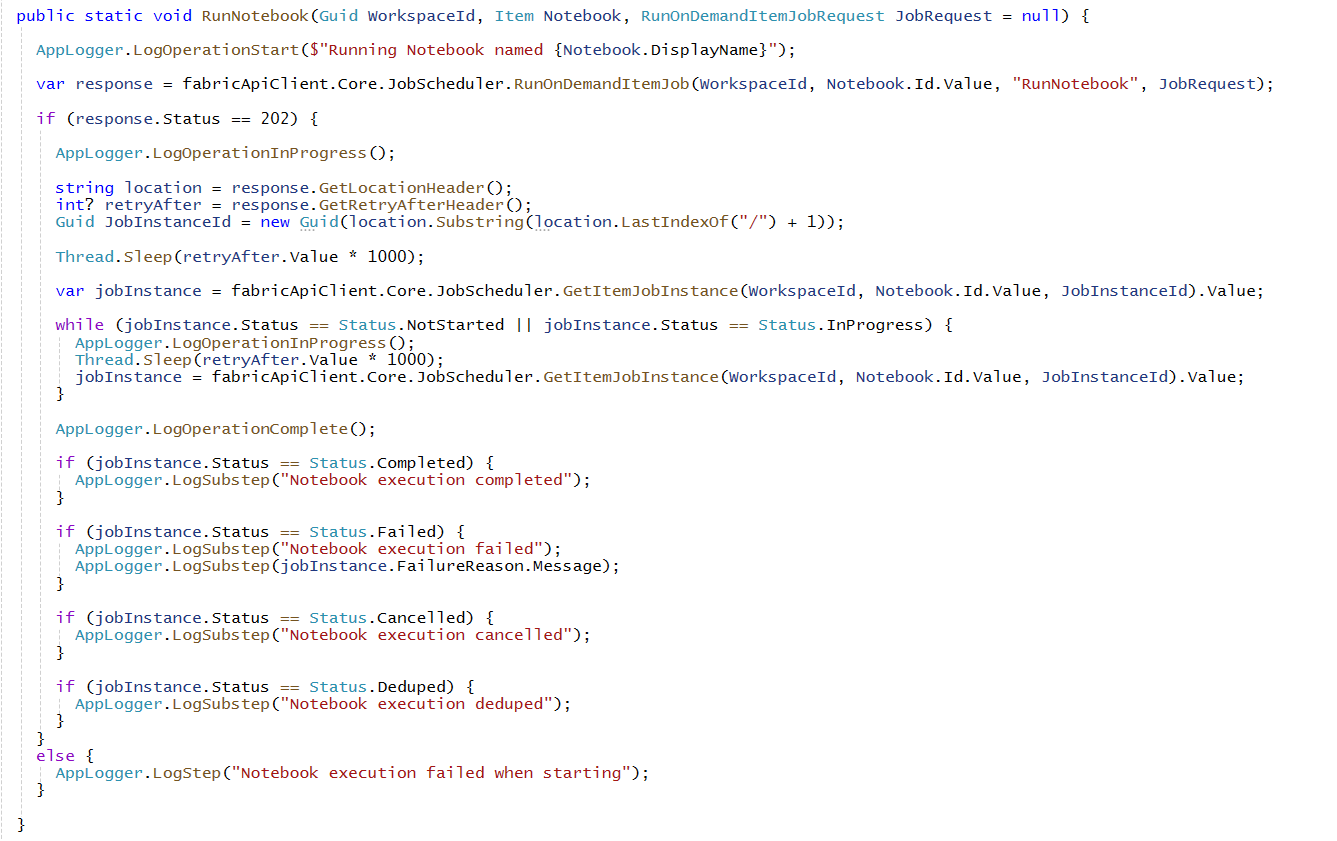 public static void RunNotebook(Guid WorkspaceId, Item Notebook, RunOnDemandItemJobRequest JobRequest = null) {
AppLogger.LogOperationStart($"Running Notebook named {Notebook.DisplayName}");
var response = fabricApiClient.Core.JobScheduler.RunOnDemandItemJob(WorkspaceId, Notebook.Id.Value, "RunNotebook", JobRequest);
if (response.Status == 202) {
AppLogger.LogOperationInProgress();
string location = response.GetLocationHeader();
int? retryAfter = response.GetRetryAfterHeader();
Guid JobInstanceId = new Guid(location.Substring(location.LastIndexOf("/") + 1));
Thread.Sleep(retryAfter.Value * 1000);
var jobInstance = fabricApiClient.Core.JobScheduler.GetItemJobInstance(WorkspaceId, Notebook.Id.Value, JobInstanceId).Value;
while (jobInstance.Status == Status.NotStarted || jobInstance.Status == Status.InProgress) {
AppLogger.LogOperationInProgress();
Thread.Sleep(retryAfter.Value * 1000);
jobInstance = fabricApiClient.Core.JobScheduler.GetItemJobInstance(WorkspaceId, Notebook.Id.Value, JobInstanceId).Value;
}
AppLogger.LogOperationComplete();
if (jobInstance.Status == Status.Completed) {
AppLogger.LogSubstep("Notebook execution completed");
}
if (jobInstance.Status == Status.Failed) {
AppLogger.LogSubstep("Notebook execution failed");
AppLogger.LogSubstep(jobInstance.FailureReason.Message);
}
if (jobInstance.Status == Status.Cancelled) {
AppLogger.LogSubstep("Notebook execution cancelled");
}
if (jobInstance.Status == Status.Deduped) {
AppLogger.LogSubstep("Notebook execution deduped");
}
}
else {
AppLogger.LogStep("Notebook execution failed when starting");
}
}